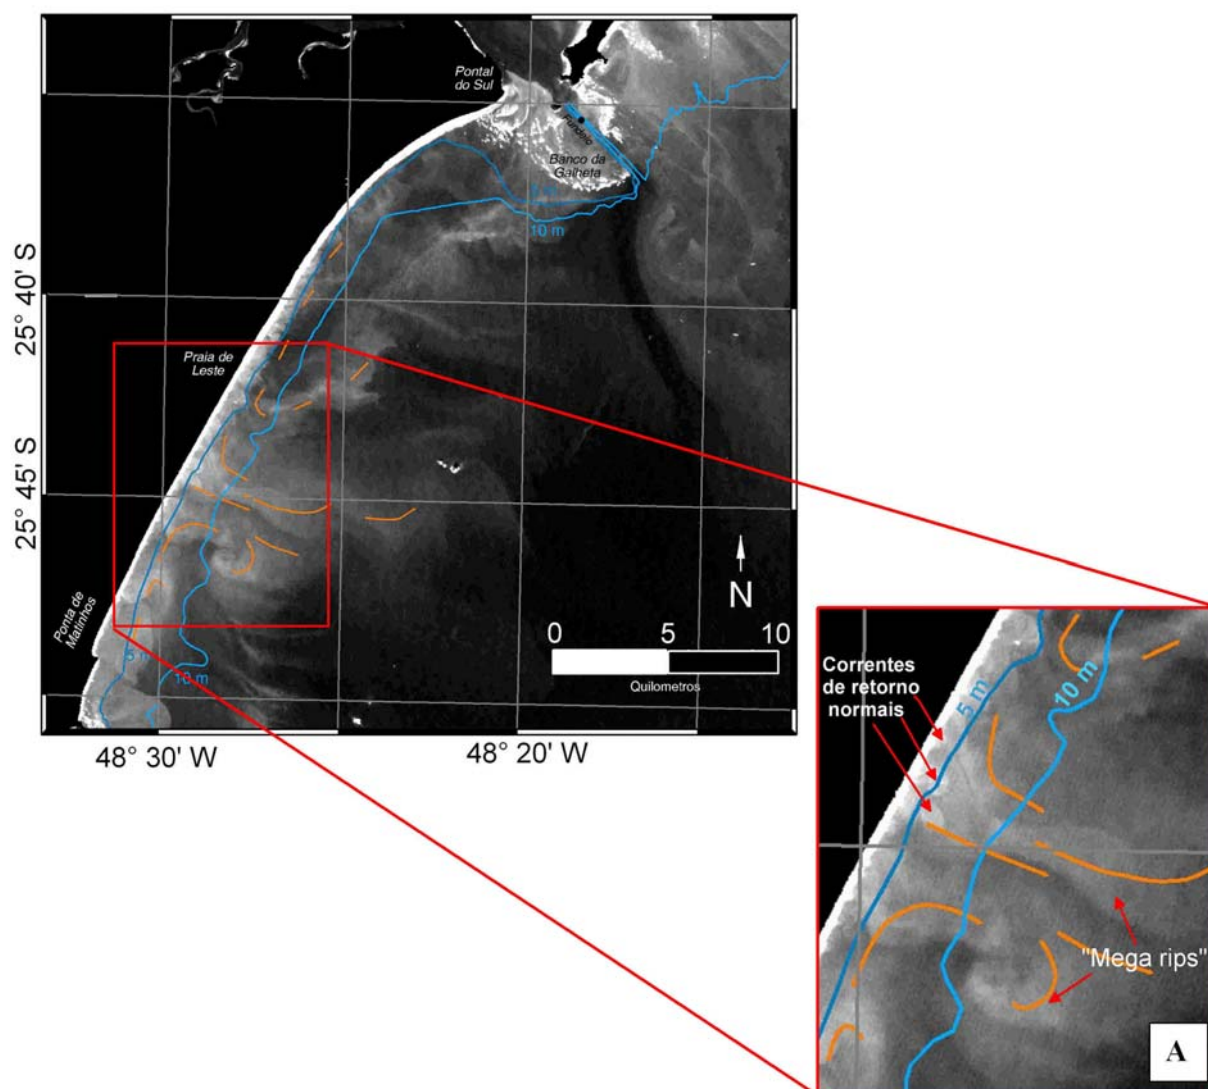 Pontal
do Sul
Fundeio
Banco da
Galheta
5 m
10 m
25° 40' S
Praia de
Leste
25° 45' S
Ponta de
Matinhos
5 m
10 m
N
0 5 10
Quilometros
48° 30' W
48° 20' W
Correntes
de retorno
normais
5 m
10 m
"Mega rips"
A